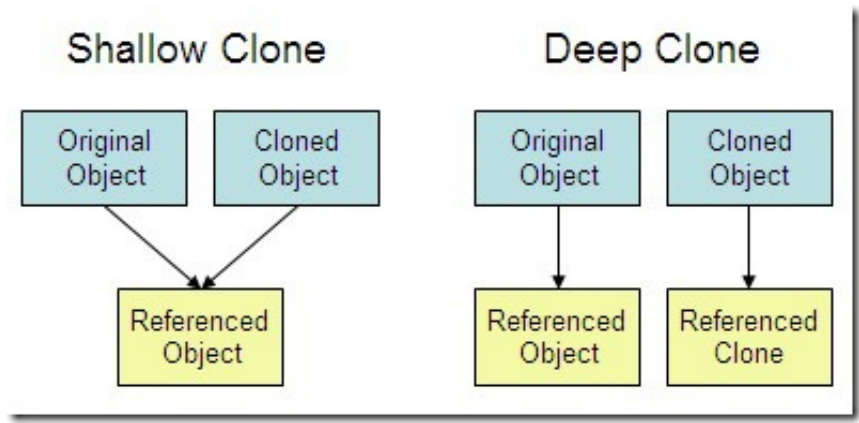 Shallow Clone
Deep Clone
Original
Object
Cloned
Object
Original
Object
Cloned
Object
Referenced
Object
Referenced
Object
Referenced
Clone